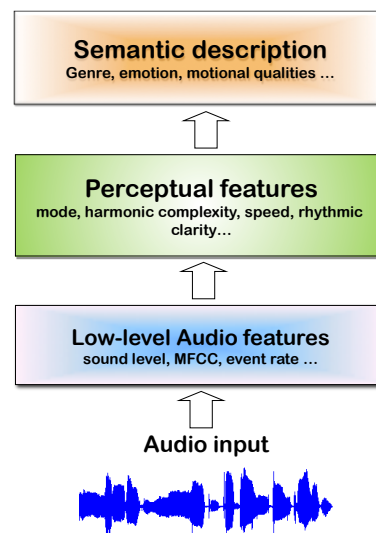 Semantic description
Genre, emotion, motional qualities ...
Perceptual features
mode, harmonic complexity, speed, rhythmic
clarity...
Low-level Audio features
sound level, MFCC, event rate ...
Audio input